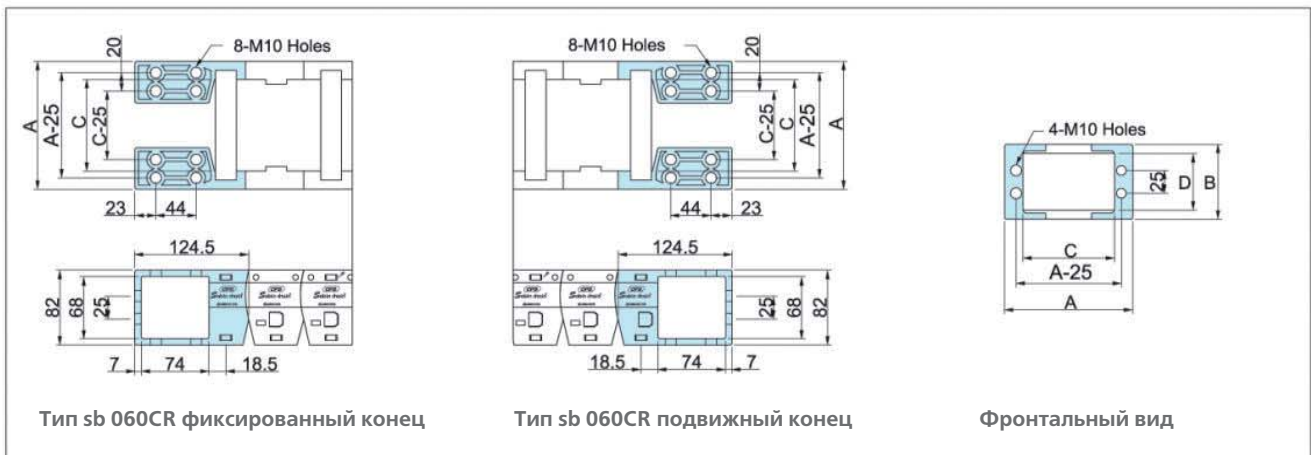 8-M10 Holes
20
A
A-25
C
C-25
23
44
124.5
82
68
25
7
74
18.5
Тип sb 060CR фиксированный конец
8-M10 Holes
20
C-25
C
A-25
A
44
23
124.5
25
68
82
18.5
74
7
Тип sb 060CR подвижный конец
4-M10 Holes
25
D
B
C
A-25
A
Фронтальный вид